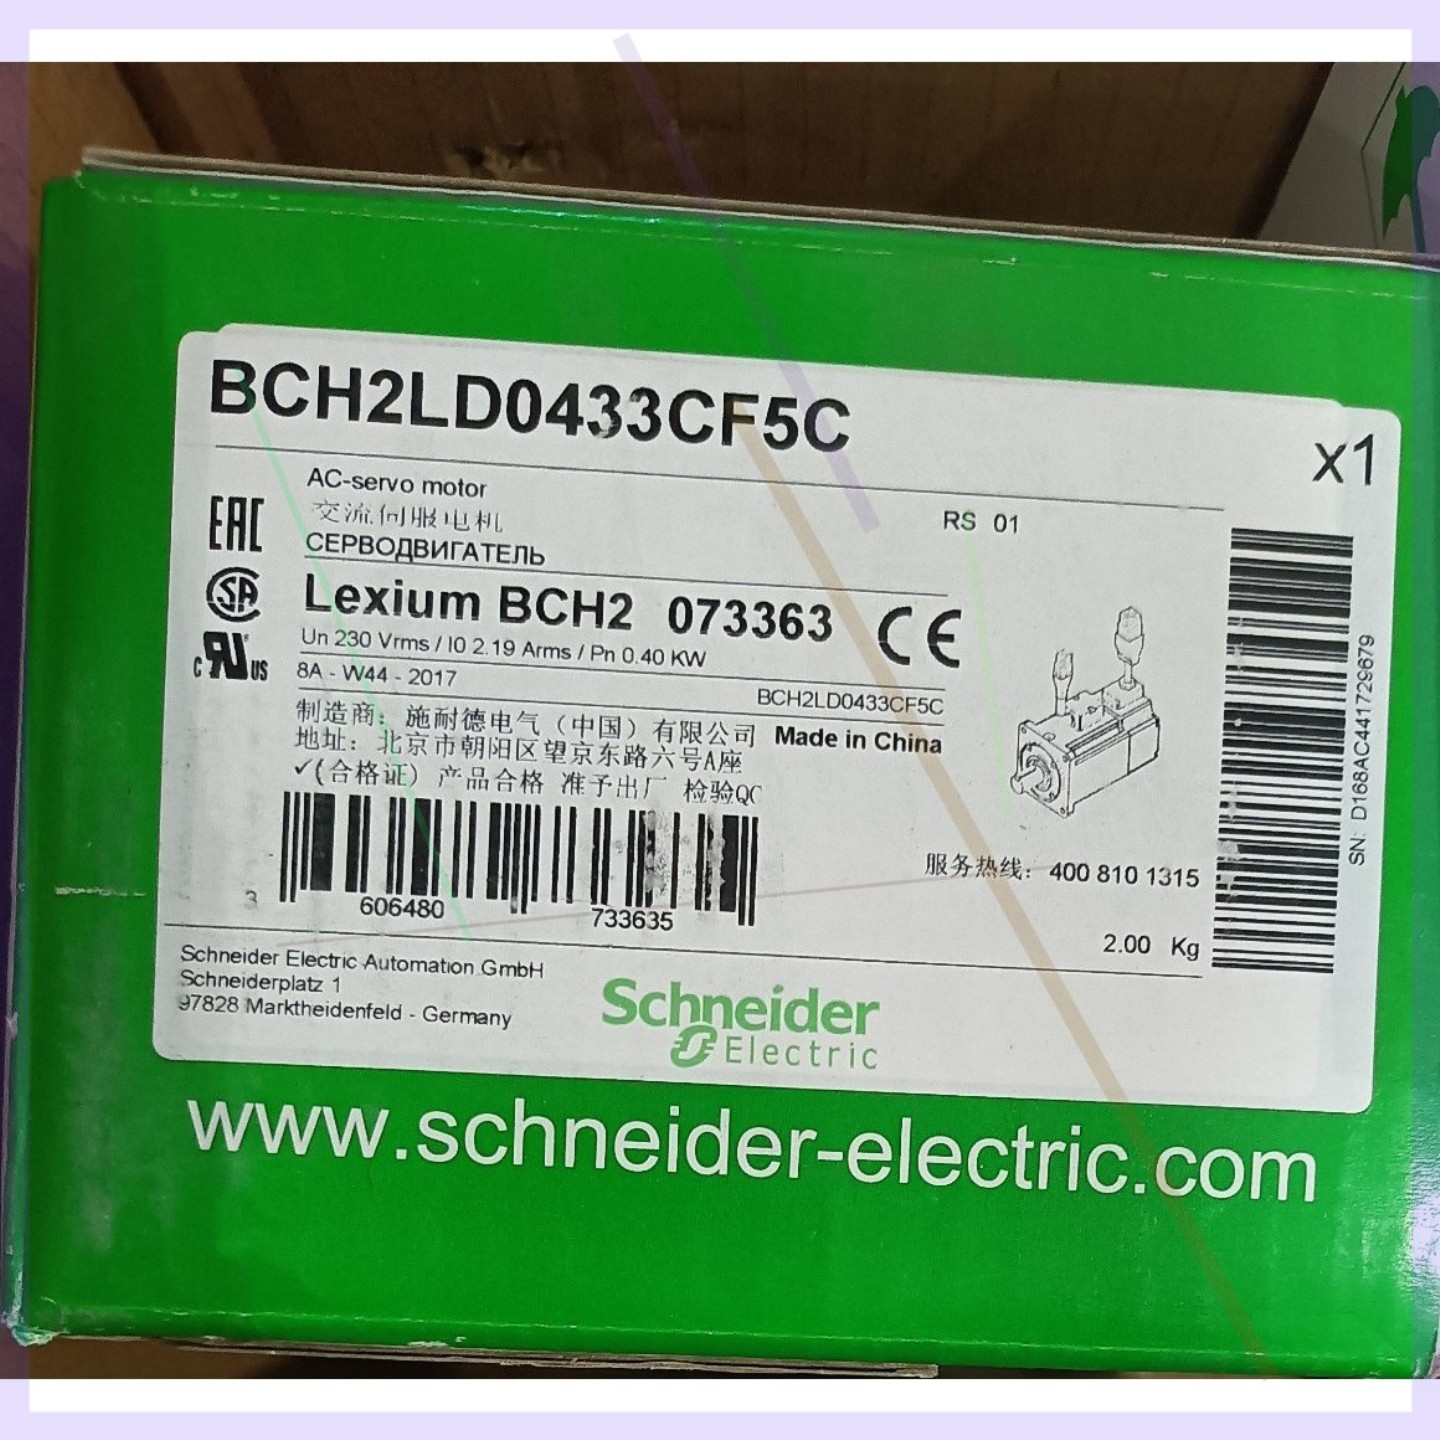 BCH2LD0433CF5C
x1
AC-servo motor
交流伺服电机
СЕРВОДВИГАТЕЛЬ
RS 01
EAC
SA
Lexium BCH2 073363 CE
c RU US
Un 230 Vrms / I0 2.19 Arms / Pn 0.40 KW
8A - W44 - 2017
BCH2LD0433CF5C
制造商：施耐德电气（中国）有限公司
Made in China
地址：北京市朝阳区望京东路六号A座
✓(合格证) 产品合格 准予出厂 检验QC
3 606480 733635
服务热线：400 810 1315
2.00 Kg
SN: D168AC441729679
Schneider Electric Automation GmbH
Schneiderplatz 1
97828 Marktheidenfeld - Germany
Schneider
Electric
www.schneider-electric.com